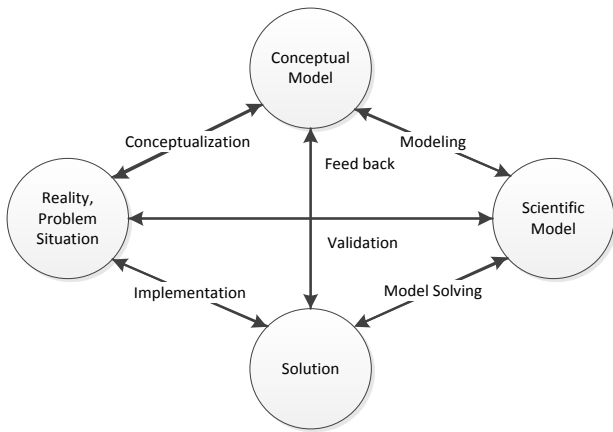 Conceptual
Model
Conceptualization
Modeling
Feed back
Reality,
Problem
Situation
Scientific
Model
Validation
Implementation
Model Solving
Solution